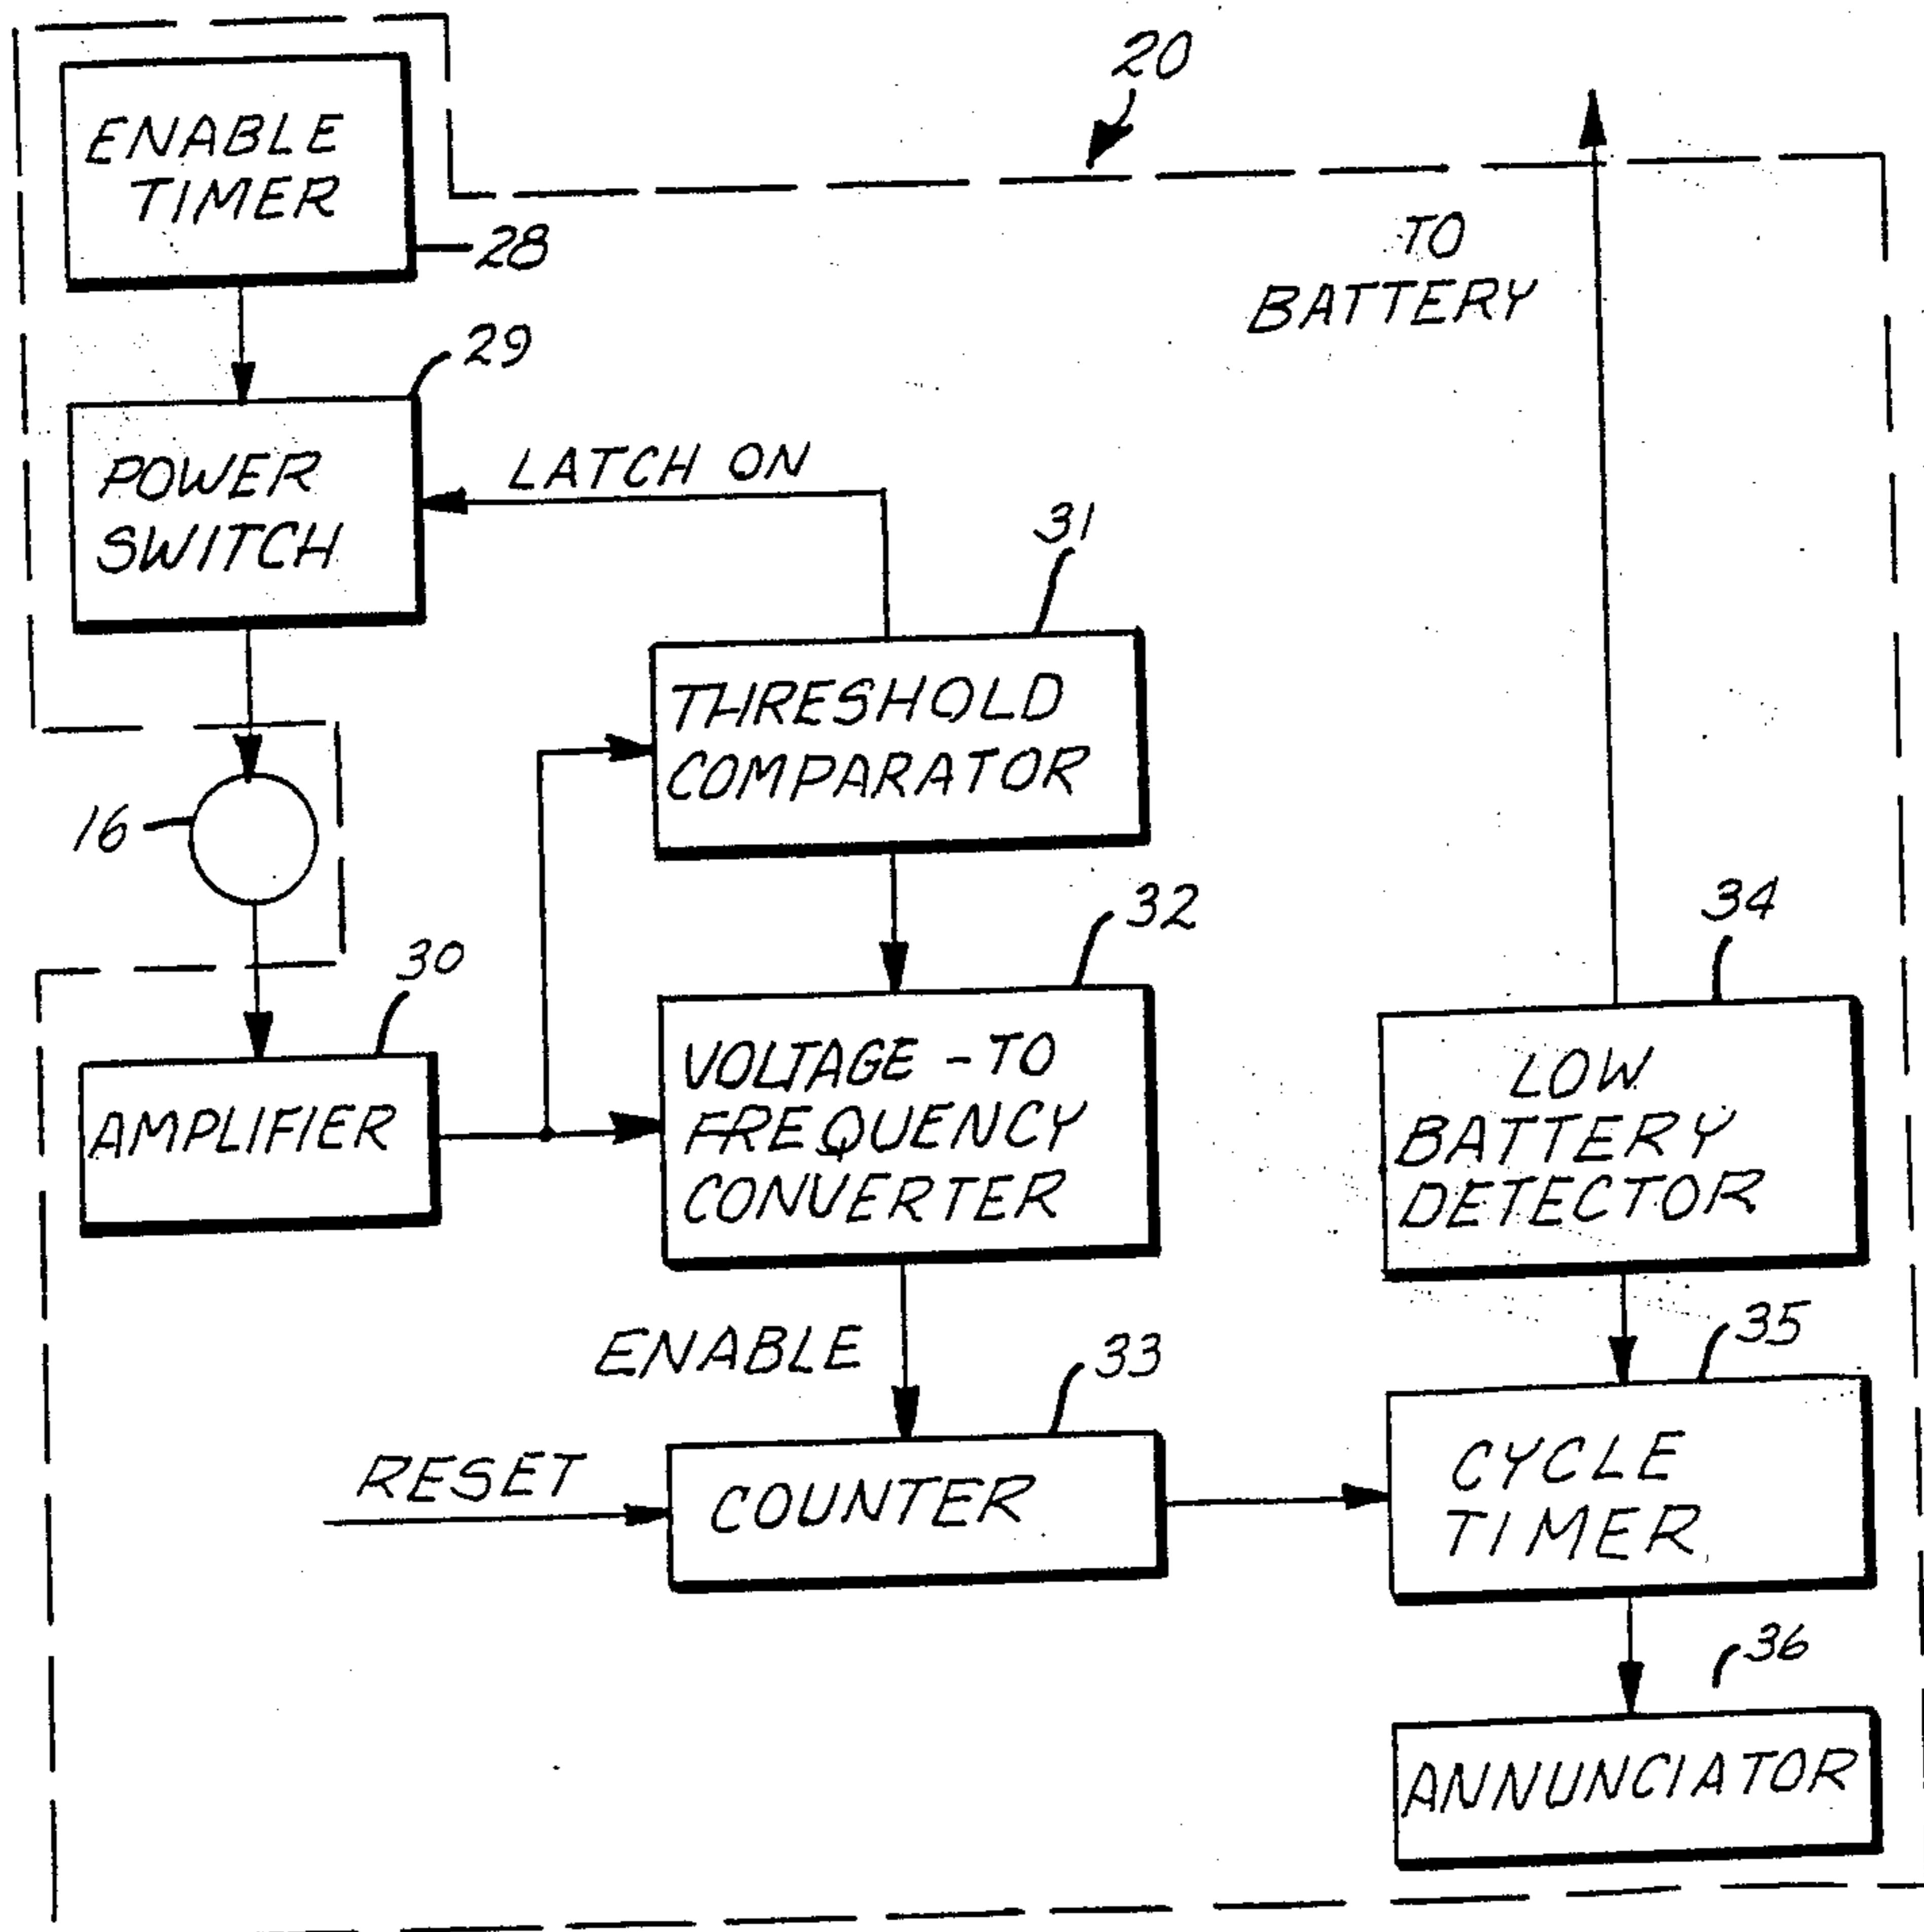 20
ENABLE
TIMER
28
TO
BATTERY
29
POWER
SWITCH
LATCH ON
31
THRESHOLD
COMPARATOR
16
32
34
30
AMPLIFIER
VOLTAGE - TO
FREQUENCY
CONVERTER
LOW
BATTERY
DETECTOR
ENABLE
33
35
RESET
COUNTER
CYCLE
TIMER
36
ANNUNCIATOR